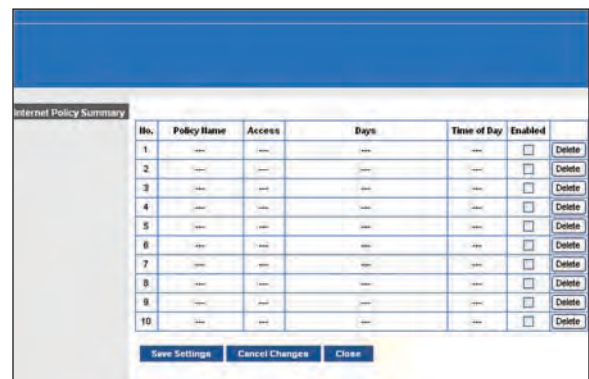 Internet Policy Summary
No. Policy Name Access Days Time of Day Enabled
1 --- --- --- --- Delete
2 --- --- --- --- Delete
3 --- --- --- --- Delete
4 --- --- --- --- Delete
5 --- --- --- --- Delete
6 --- --- --- --- Delete
7 --- --- --- --- Delete
8 --- --- --- --- Delete
9 --- --- --- --- Delete
10 --- --- --- --- Delete
Save Settings Cancel Changes Close